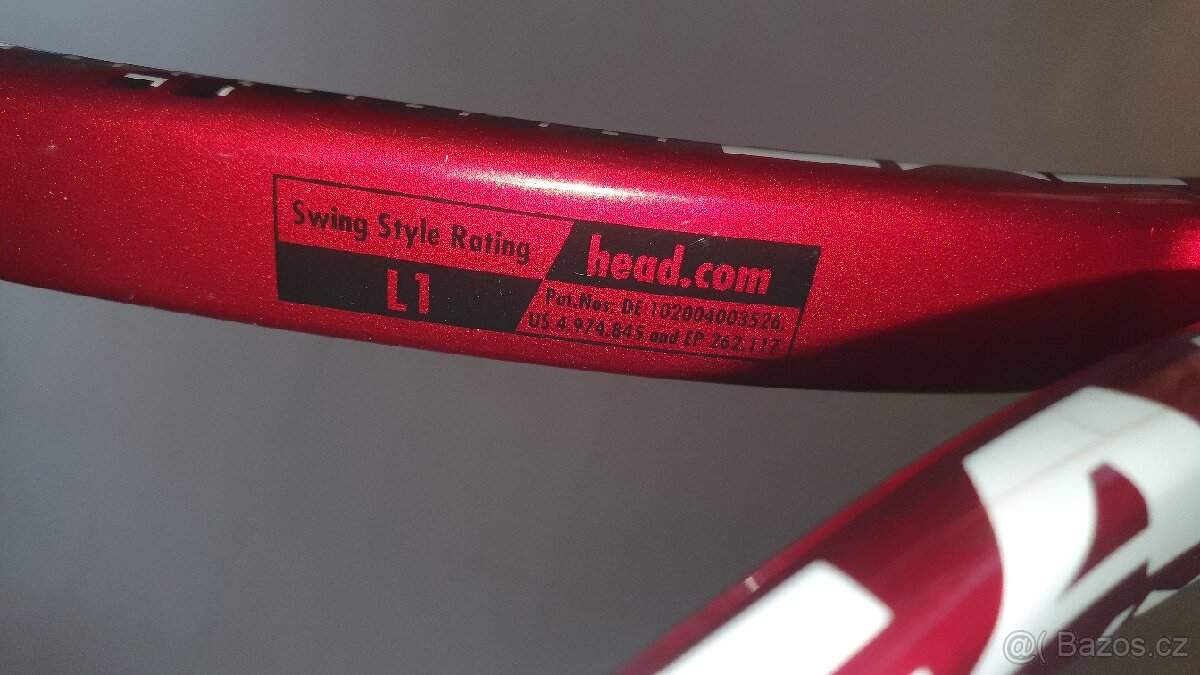 Swing Style Rating
L1
head.com
Pat.Nos: DE 102004003526,
US 4.974.845 and EP 262.117
@( Bazoš.cz